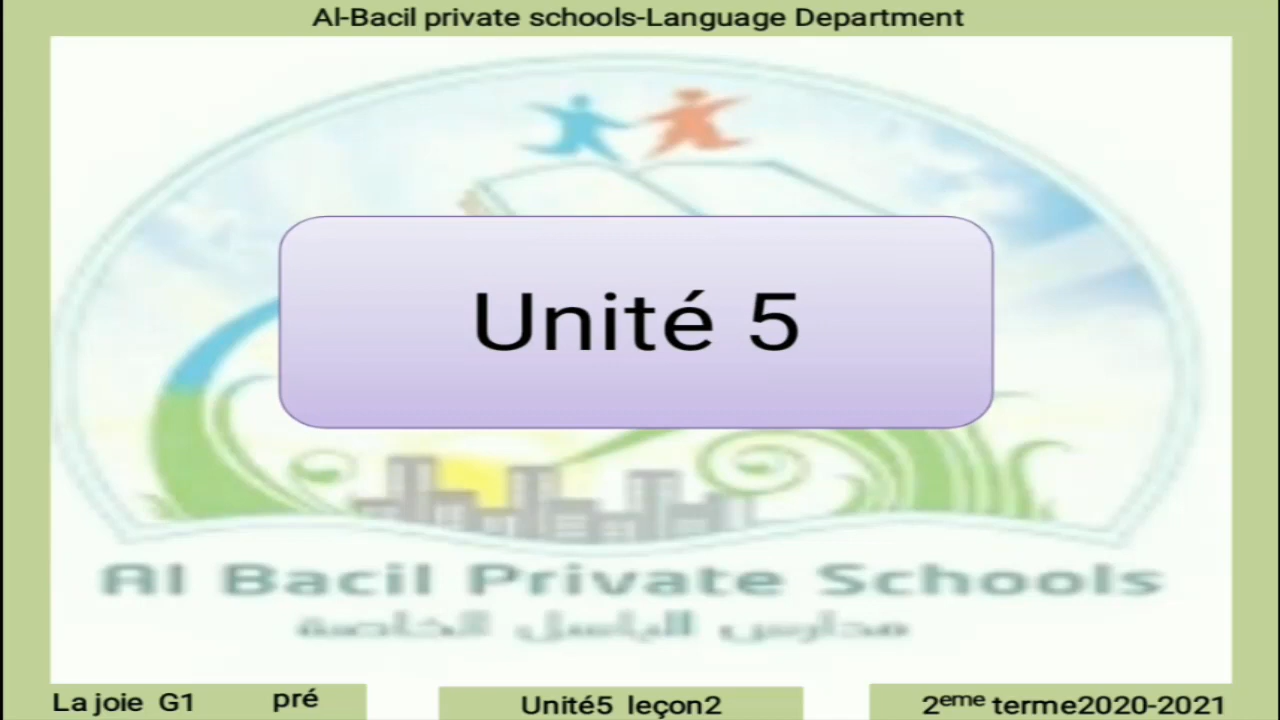 Al-Bacil private schools-Language Department
Unité 5
Al Bacil Private Schools
مدارس الباسل الخاصة
La joie G1 pré
Unité5 leçon2
2eme terme2020-2021